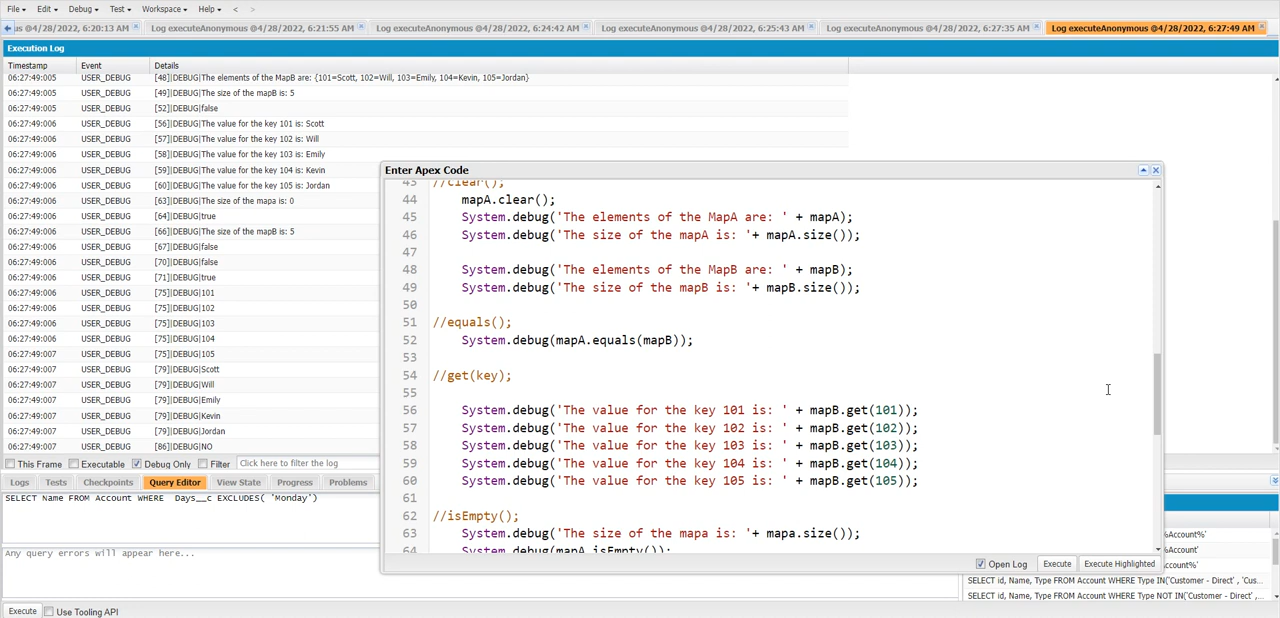 File Edit Debug Test Workspace Help < >
us @4/28/2022, 6:20:13 AM Log executeAnonymous @4/28/2022, 6:21:55 AM Log executeAnonymous @4/28/2022, 6:24:42 AM Log executeAnonymous @4/28/2022, 6:25:43 AM Log executeAnonymous @4/28/2022, 6:27:35 AM Log executeAnonymous @4/28/2022, 6:27:49 AM
Execution Log
Timestamp Event Details
06:27:49:005 USER_DEBUG [48]|DEBUG|The elements of the MapB are: {101=Scott, 102=Will, 103=Emily, 104=Kevin, 105=Jordan}
06:27:49:005 USER_DEBUG [49]|DEBUG|The size of the mapB is: 5
06:27:49:005 USER_DEBUG [52]|DEBUG|false
06:27:49:006 USER_DEBUG [56]|DEBUG|The value for the key 101 is: Scott
06:27:49:006 USER_DEBUG [57]|DEBUG|The value for the key 102 is: Will
06:27:49:006 USER_DEBUG [58]|DEBUG|The value for the key 103 is: Emily
06:27:49:006 USER_DEBUG [59]|DEBUG|The value for the key 104 is: Kevin
06:27:49:006 USER_DEBUG [60]|DEBUG|The value for the key 105 is: Jordan
06:27:49:006 USER_DEBUG [63]|DEBUG|The size of the mapa is: 0
06:27:49:006 USER_DEBUG [64]|DEBUG|true
06:27:49:006 USER_DEBUG [66]|DEBUG|The size of the mapB is: 5
06:27:49:006 USER_DEBUG [67]|DEBUG|false
06:27:49:006 USER_DEBUG [70]|DEBUG|false
06:27:49:006 USER_DEBUG [71]|DEBUG|true
06:27:49:006 USER_DEBUG [75]|DEBUG|101
06:27:49:006 USER_DEBUG [75]|DEBUG|102
06:27:49:006 USER_DEBUG [75]|DEBUG|103
06:27:49:006 USER_DEBUG [75]|DEBUG|104
06:27:49:007 USER_DEBUG [75]|DEBUG|105
06:27:49:007 USER_DEBUG [79]|DEBUG|Scott
06:27:49:007 USER_DEBUG [79]|DEBUG|Will
06:27:49:007 USER_DEBUG [79]|DEBUG|Emily
06:27:49:007 USER_DEBUG [79]|DEBUG|Kevin
06:27:49:007 USER_DEBUG [79]|DEBUG|Jordan
06:27:49:007 USER_DEBUG [86]|DEBUG|NO
This Frame Executable Debug Only Filter Click here to filter the log
Logs Tests Checkpoints Query Editor View State Progress Problems
SELECT Name FROM Account WHERE Days__c EXCLUDES( 'Monday')
Any query errors will appear here...
Execute Use Tooling API
Enter Apex Code
43 //clear();
44 mapA.clear();
45 System.debug('The elements of the MapA are: ' + mapA);
46 System.debug('The size of the mapA is: '+ mapA.size());
47
48 System.debug('The elements of the MapB are: ' + mapB);
49 System.debug('The size of the mapB is: '+ mapB.size());
50
51 //equals();
52 System.debug(mapA.equals(mapB));
53
54 //get(key);
55
56 System.debug('The value for the key 101 is: ' + mapB.get(101));
57 System.debug('The value for the key 102 is: ' + mapB.get(102));
58 System.debug('The value for the key 103 is: ' + mapB.get(103));
59 System.debug('The value for the key 104 is: ' + mapB.get(104));
60 System.debug('The value for the key 105 is: ' + mapB.get(105));
61
62 //isEmpty();
63 System.debug('The size of the mapa is: '+ mapa.size());
64 System.debug(mapA.isEmpty());
Open Log Execute Execute Highlighted
%Account%'
%Account'
ccount%'
SELECT id, Name, Type FROM Account WHERE Type IN('Customer - Direct' , 'Cus...
SELECT id, Name, Type FROM Account WHERE Type NOT IN('Customer - Direct' ,...